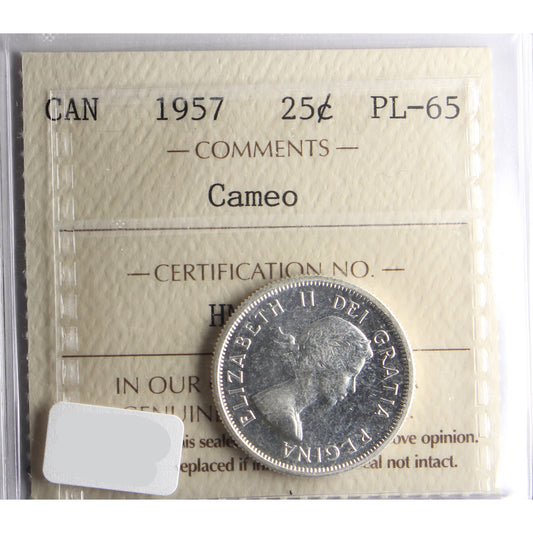 CAN 1957 25¢ PL-65
— COMMENTS —
Cameo
— CERTIFICATION NO. —
ELIZABETH II DEI GRATIA REGINA
IN OUR
opinion.
if
not intact.